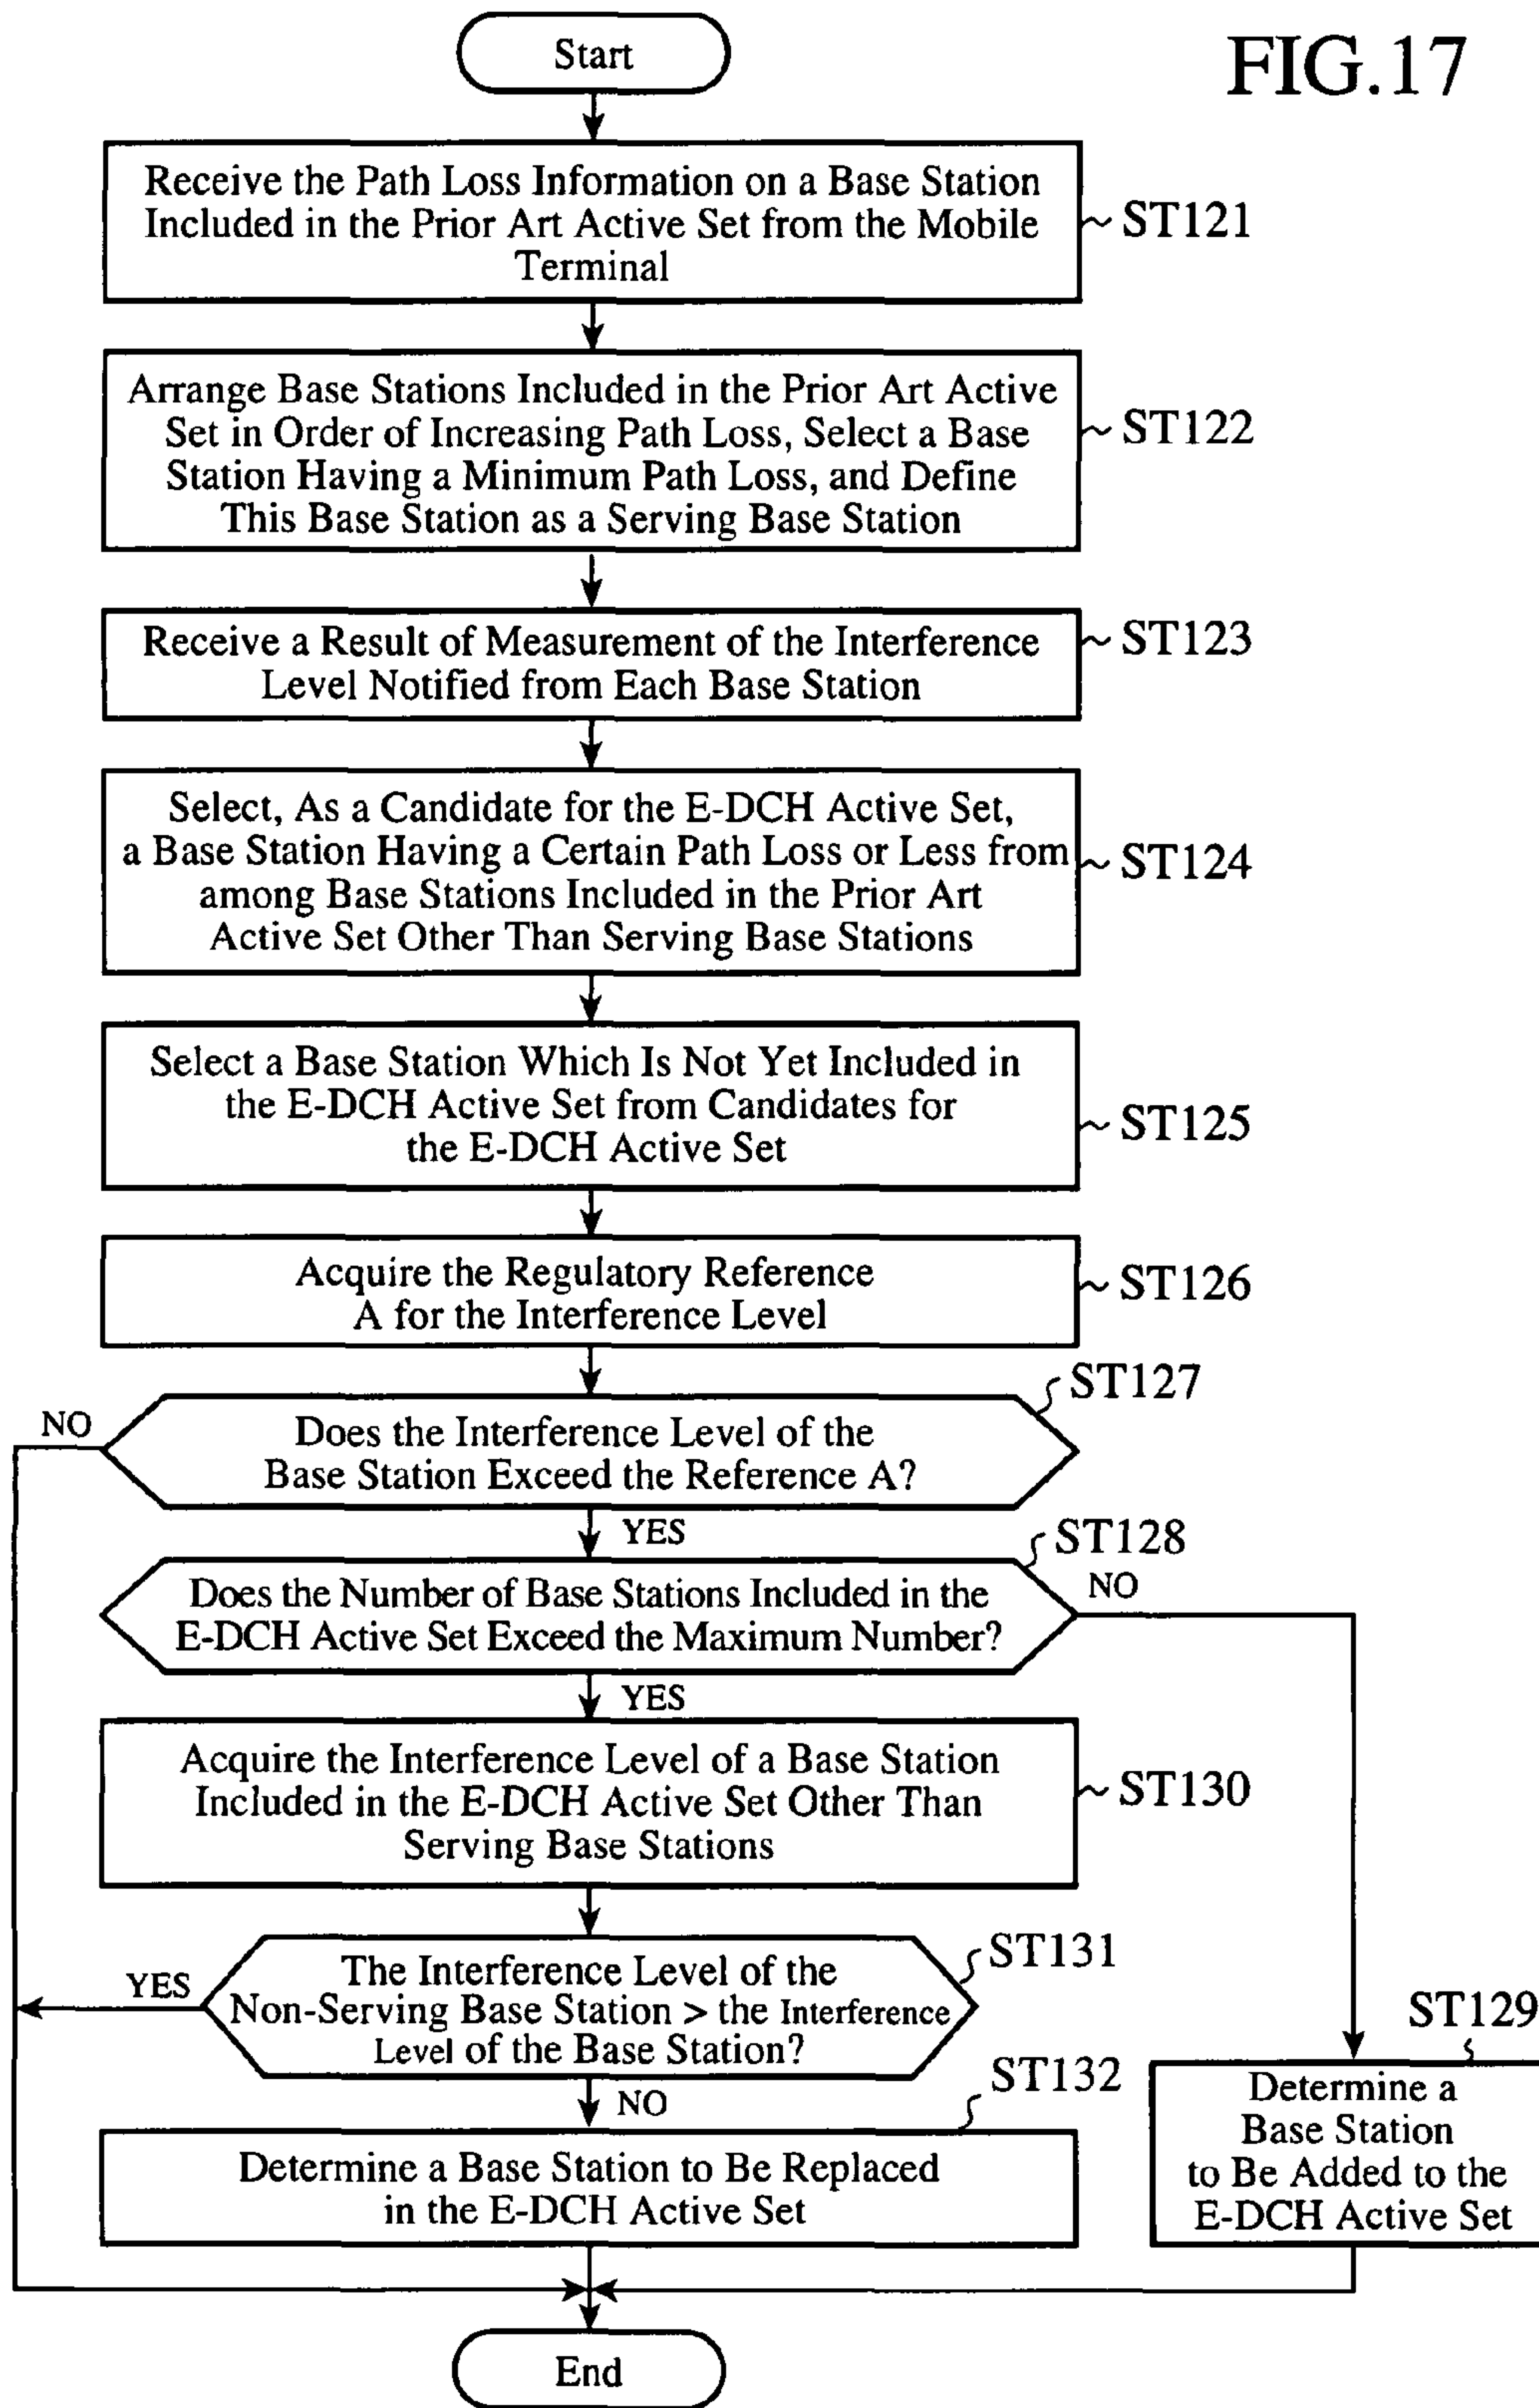 FIG.17
Start
Receive the Path Loss Information on a Base Station
Included in the Prior Art Active Set from the Mobile
Terminal
ST121
Arrange Base Stations Included in the Prior Art Active
Set in Order of Increasing Path Loss, Select a Base
Station Having a Minimum Path Loss, and Define
This Base Station as a Serving Base Station
ST122
Receive a Result of Measurement of the Interference
Level Notified from Each Base Station
ST123
Select, As a Candidate for the E-DCH Active Set,
a Base Station Having a Certain Path Loss or Less from
among Base Stations Included in the Prior Art
Active Set Other Than Serving Base Stations
ST124
Select a Base Station Which Is Not Yet Included in
the E-DCH Active Set from Candidates for
the E-DCH Active Set
ST125
Acquire the Regulatory Reference
A for the Interference Level
ST126
ST127
NO
Does the Interference Level of the
Base Station Exceed the Reference A?
YES
ST128
Does the Number of Base Stations Included in the
E-DCH Active Set Exceed the Maximum Number?
NO
YES
Acquire the Interference Level of a Base Station
Included in the E-DCH Active Set Other Than
Serving Base Stations
ST130
ST131
YES
The Interference Level of the
Non-Serving Base Station > the Interference
Level of the Base Station?
NO
ST132
Determine a Base Station to Be Replaced
in the E-DCH Active Set
ST129
Determine a
Base Station
to Be Added to the
E-DCH Active Set
End